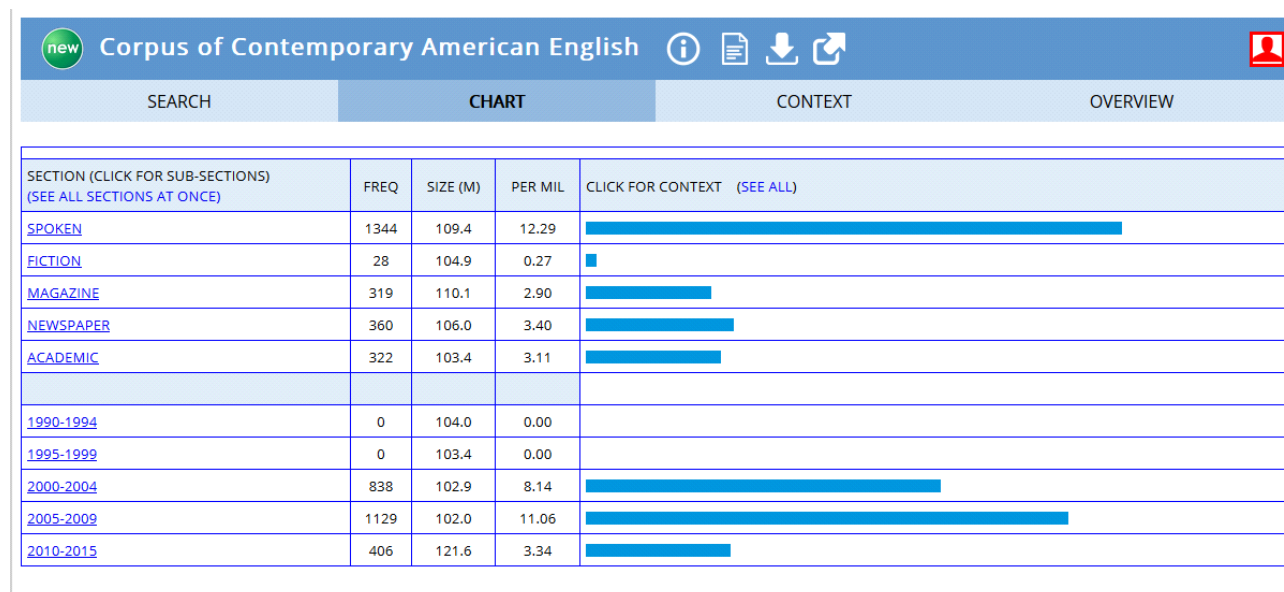 new Corpus of Contemporary American English
SEARCH CHART CONTEXT OVERVIEW
SECTION (CLICK FOR SUB-SECTIONS)
(SEE ALL SECTIONS AT ONCE) FREQ SIZE (M) PER MIL CLICK FOR CONTEXT (SEE ALL)
SPOKEN 1344 109.4 12.29
FICTION 28 104.9 0.27
MAGAZINE 319 110.1 2.90
NEWSPAPER 360 106.0 3.40
ACADEMIC 322 103.4 3.11
1990-1994 0 104.0 0.00
1995-1999 0 103.4 0.00
2000-2004 838 102.9 8.14
2005-2009 1129 102.0 11.06
2010-2015 406 121.6 3.34